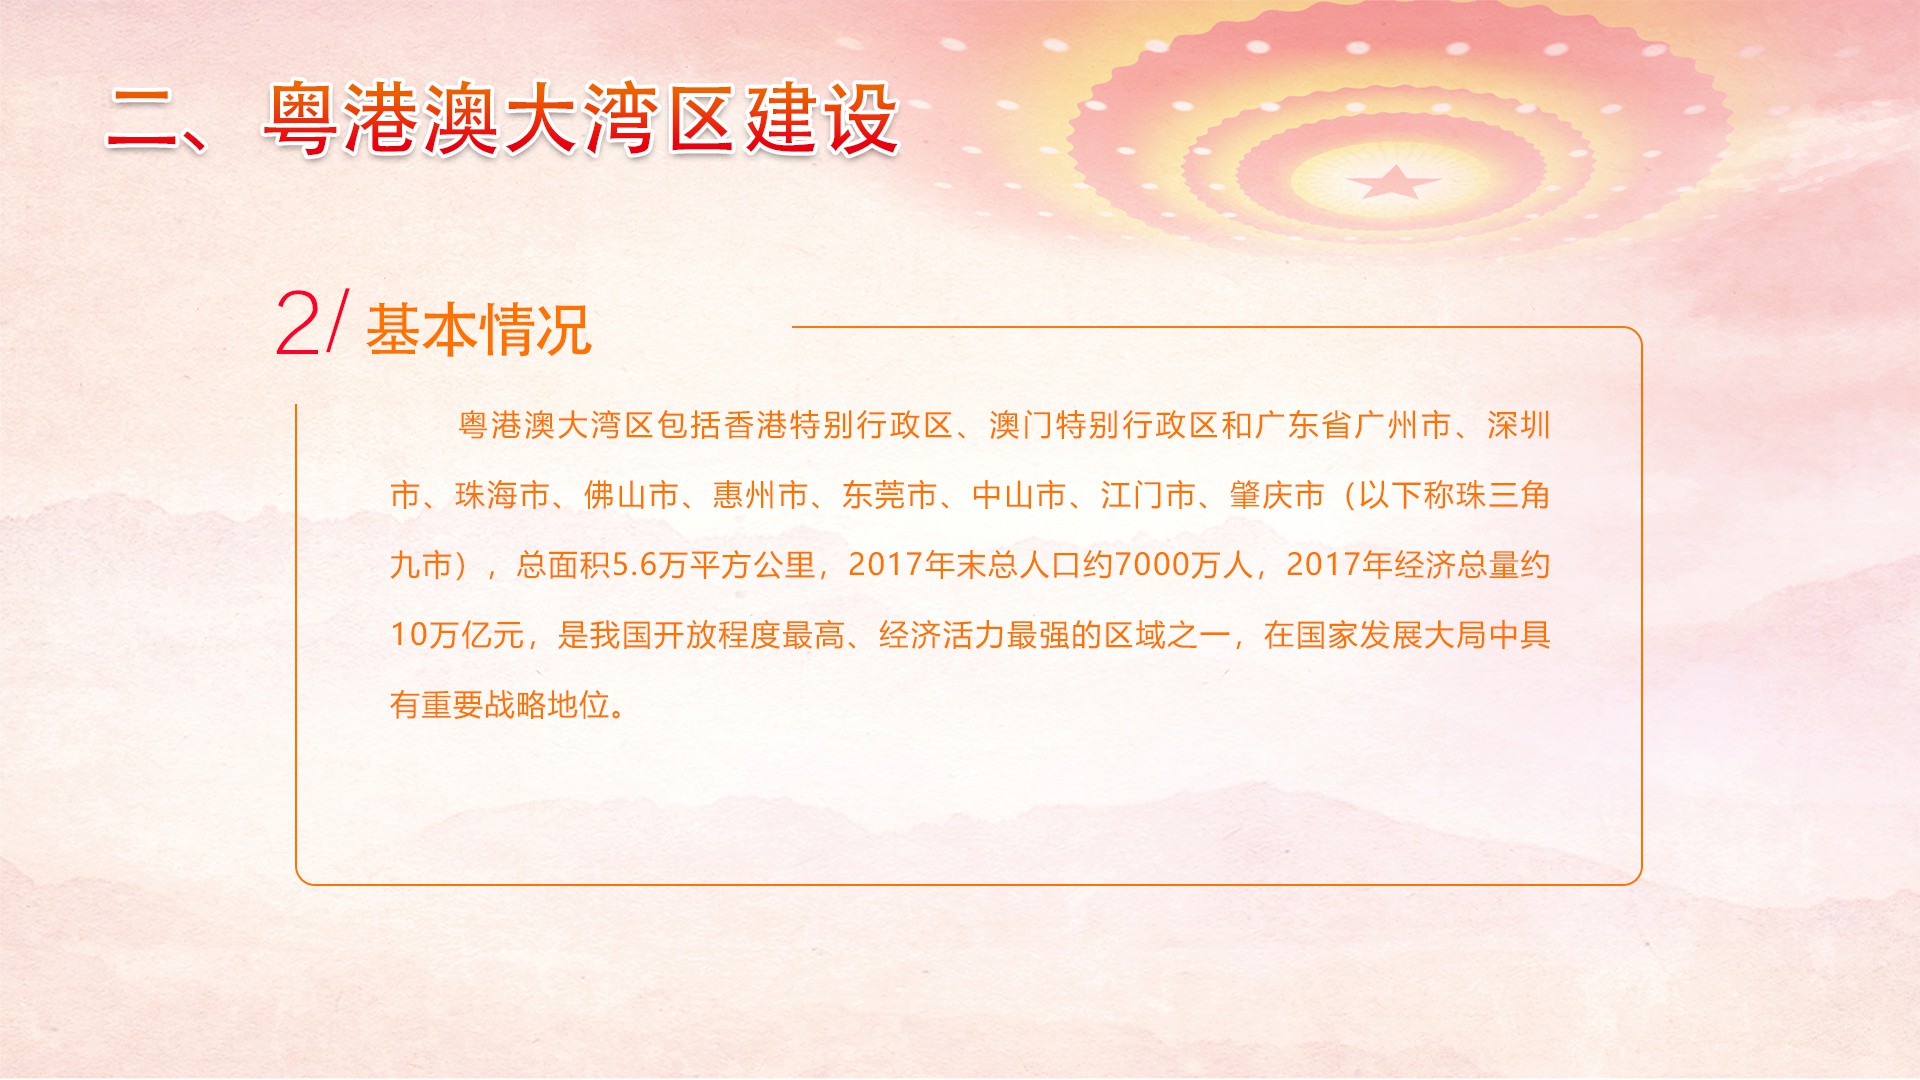 二、粤港澳大湾区建设
2/ 基本情况
粤港澳大湾区包括香港特别行政区、澳门特别行政区和广东省广州市、深圳
市、珠海市、佛山市、惠州市、东莞市、中山市、江门市、肇庆市（以下称珠三角
九市），总面积5.6万平方公里，2017年末总人口约7000万人，2017年经济总量约
10万亿元，是我国开放程度最高、经济活力最强的区域之一，在国家发展大局中具
有重要战略地位。